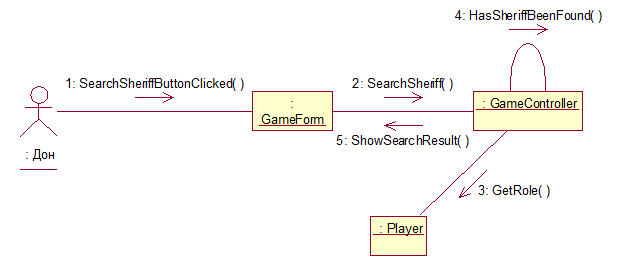 4: HasSheriffBeenFound( )
1: SearchSheriffButtonClicked( )
2: SearchSheriff( )
:
GameForm
: GameController
5: ShowSearchResult( )
: Дон
3: GetRole( )
: Player